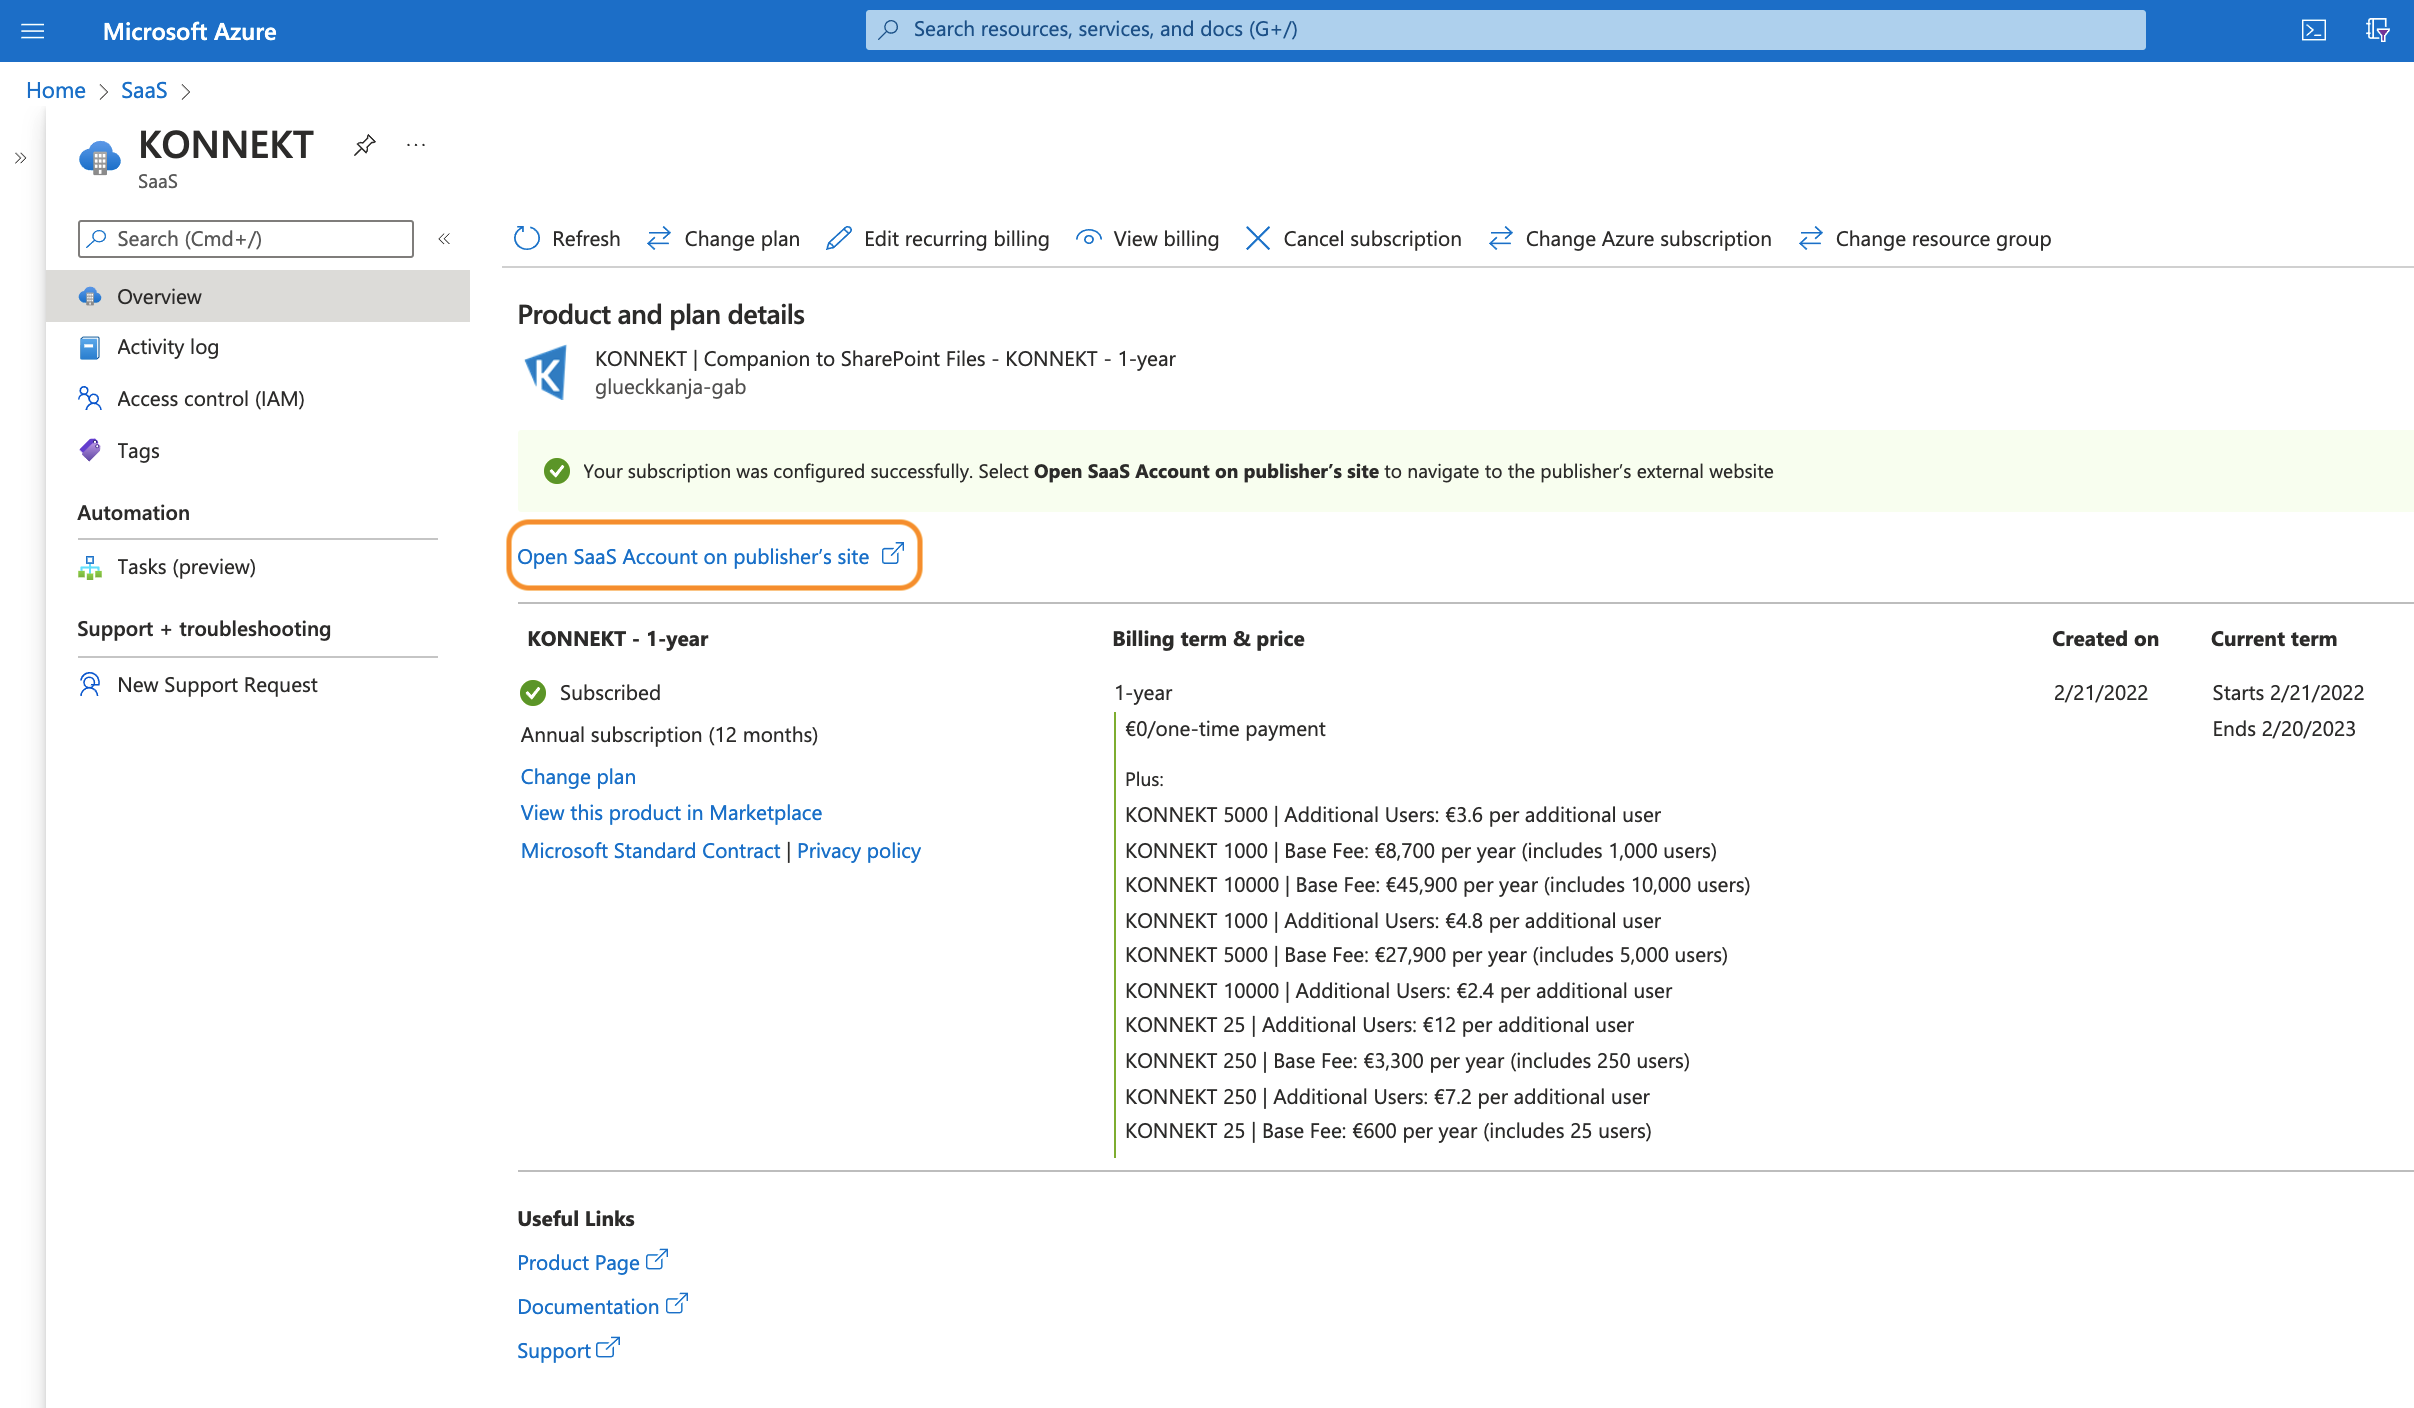 Microsoft Azure
Search resources, services, and docs (G+/)
Home > SaaS >
KONNEKT
SaaS
Search (Cmd+/)
Overview
Activity log
Access control (IAM)
Tags
Automation
Tasks (preview)
Support + troubleshooting
New Support Request
Refresh Change plan Edit recurring billing View billing Cancel subscription Change Azure subscription Change resource group
Product and plan details
KONNEKT | Companion to SharePoint Files - KONNEKT - 1-year
glueckkanja-gab
Your subscription was configured successfully. Select Open SaaS Account on publisher’s site to navigate to the publisher’s external website
Open SaaS Account on publisher’s site
KONNEKT - 1-year
Subscribed
Annual subscription (12 months)
Change plan
View this product in Marketplace
Microsoft Standard Contract | Privacy policy
Billing term & price
1-year
€0/one-time payment
Plus:
KONNEKT 5000 | Additional Users: €3.6 per additional user
KONNEKT 1000 | Base Fee: €8,700 per year (includes 1,000 users)
KONNEKT 10000 | Base Fee: €45,900 per year (includes 10,000 users)
KONNEKT 1000 | Additional Users: €4.8 per additional user
KONNEKT 5000 | Base Fee: €27,900 per year (includes 5,000 users)
KONNEKT 10000 | Additional Users: €2.4 per additional user
KONNEKT 25 | Additional Users: €12 per additional user
KONNEKT 250 | Base Fee: €3,300 per year (includes 250 users)
KONNEKT 250 | Additional Users: €7.2 per additional user
KONNEKT 25 | Base Fee: €600 per year (includes 25 users)
Created on
2/21/2022
Current term
Starts 2/21/2022
Ends 2/20/2023
Useful Links
Product Page
Documentation
Support